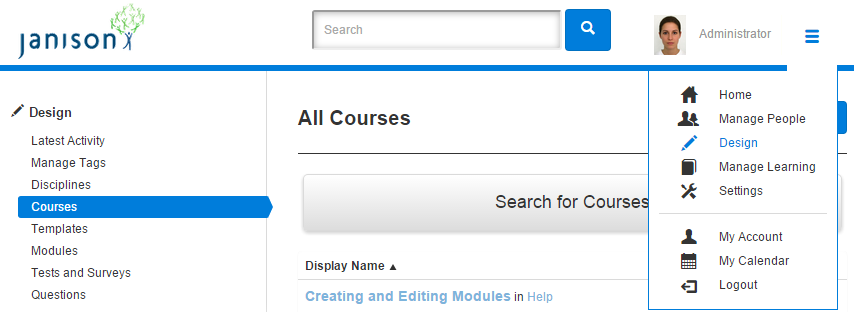 janison
Search
Administrator
Design
Latest Activity
Manage Tags
Disciplines
Courses
Templates
Modules
Tests and Surveys
Questions
All Courses
Search for Courses
Display Name ▲
Creating and Editing Modules in Help
Home
Manage People
Design
Manage Learning
Settings
My Account
My Calendar
Logout